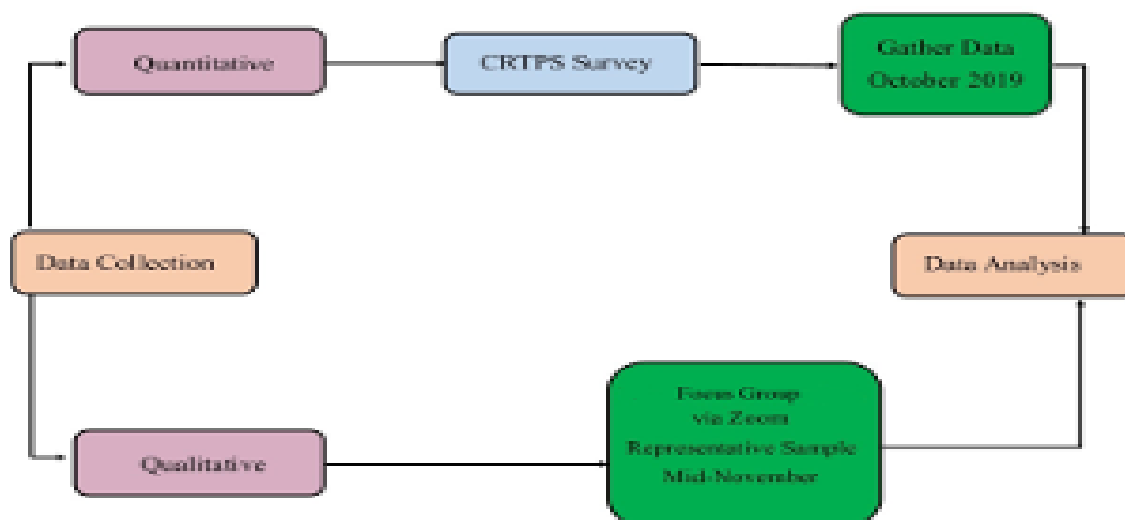 Quantitative
CRTPS Survey
Gather Data
October 2019
Data Collection
Data Analysis
Qualitative
Focus Group
via Zoom
Representative Sample
Mid-November